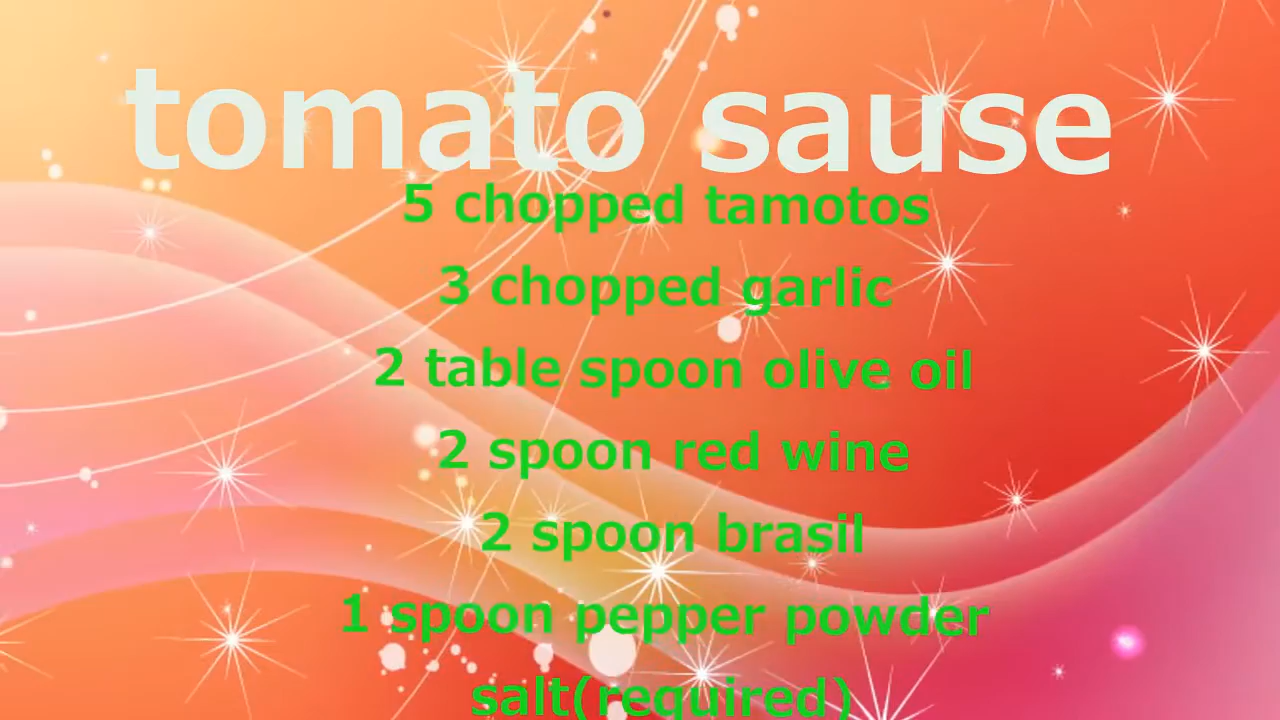 tomato sause
5 chopped tamotos
3 chopped garlic
2 table spoon olive oil
2 spoon red wine
2 spoon brasil
1 spoon pepper powder
salt(required)